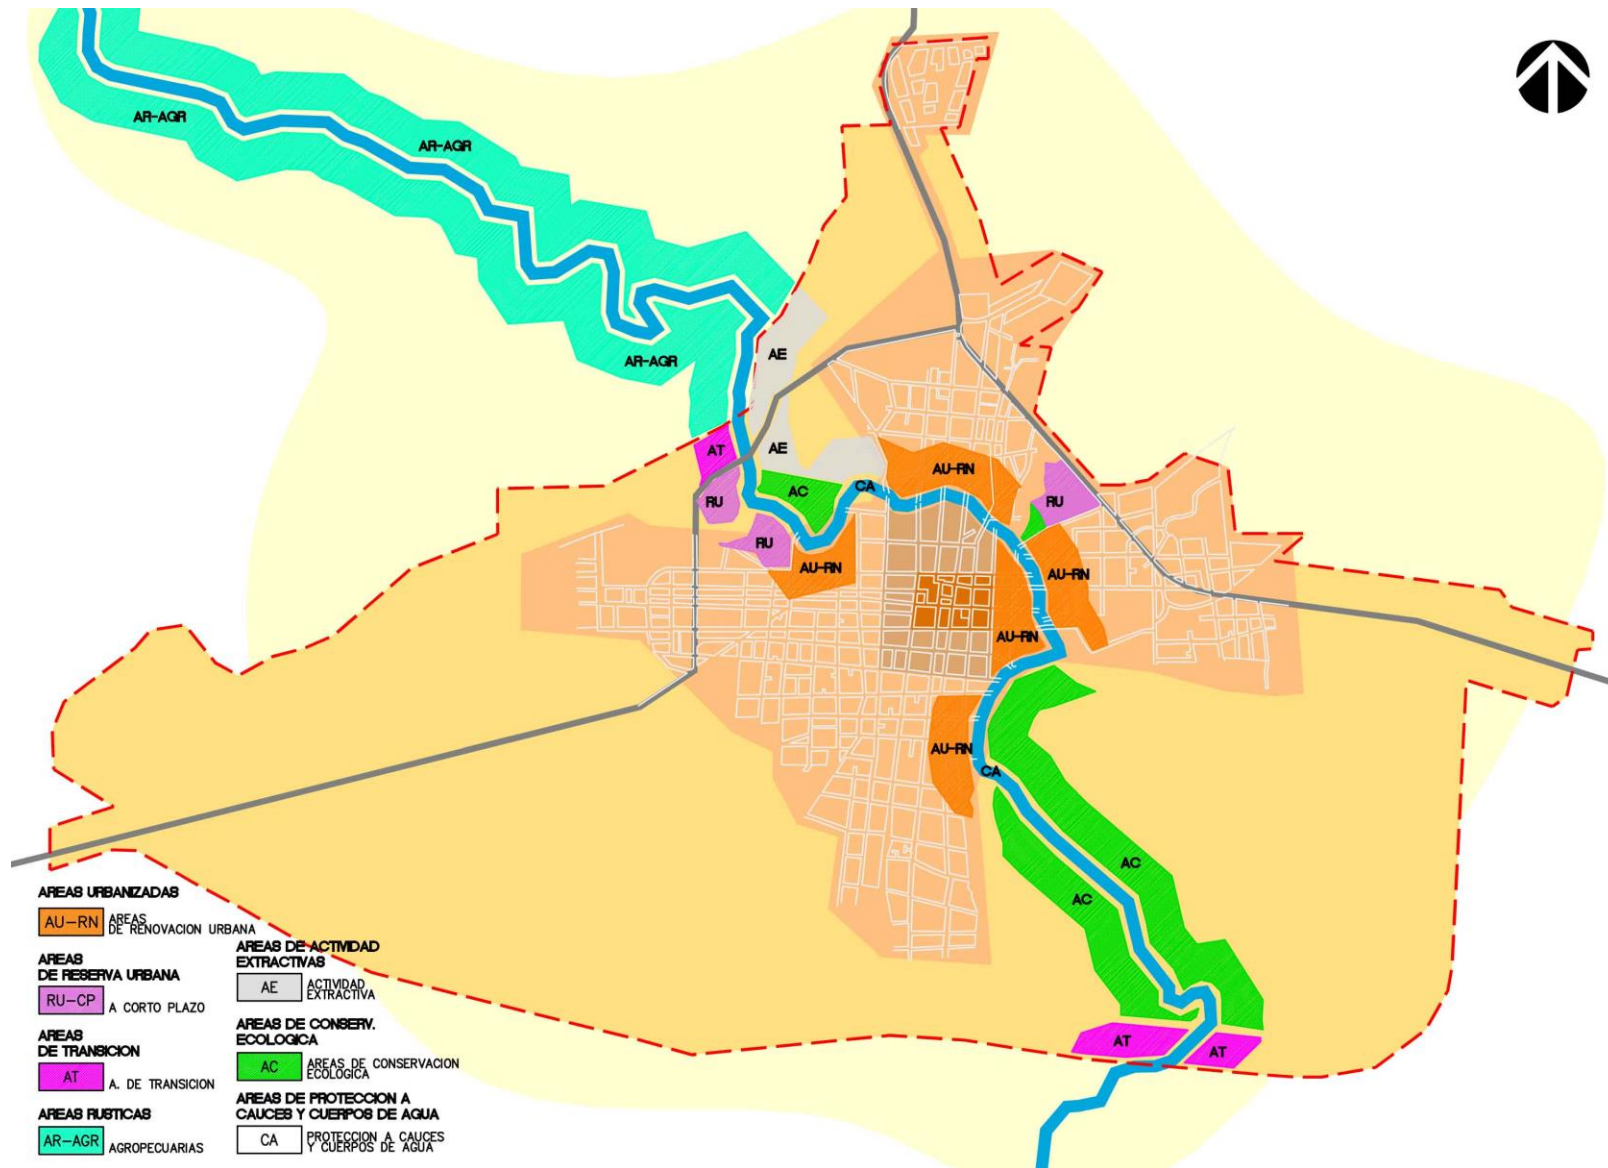 AR-AGR
AR-AGR
AR-AGR
AE
AE
AT
RU
AC
CA
AU-RN
RU
RU
AU-RN
AU-RN
AU-RN
AU-RN
CA
AC
AC
AT
AT
AREAS URBANIZADAS
AU-RN AREAS
DE RENOVACION URBANA
AREAS
DE RESERVA URBANA
RU-CP A CORTO PLAZO
AREAS
DE TRANSICION
AT A. DE TRANSICION
AREAS RUSTICAS
AR-AGR AGROPECUARIAS
AREAS DE ACTIVIDAD
EXTRACTIVAS
AE ACTIVIDAD
EXTRACTIVA
AREAS DE CONSERV.
ECOLOGICA
AC AREAS DE CONSERVACION
ECOLOGICA
AREAS DE PROTECCION A
CAUCES Y CUERPOS DE AGUA
CA PROTECCION A CAUCES
Y CUERPOS DE AGUA